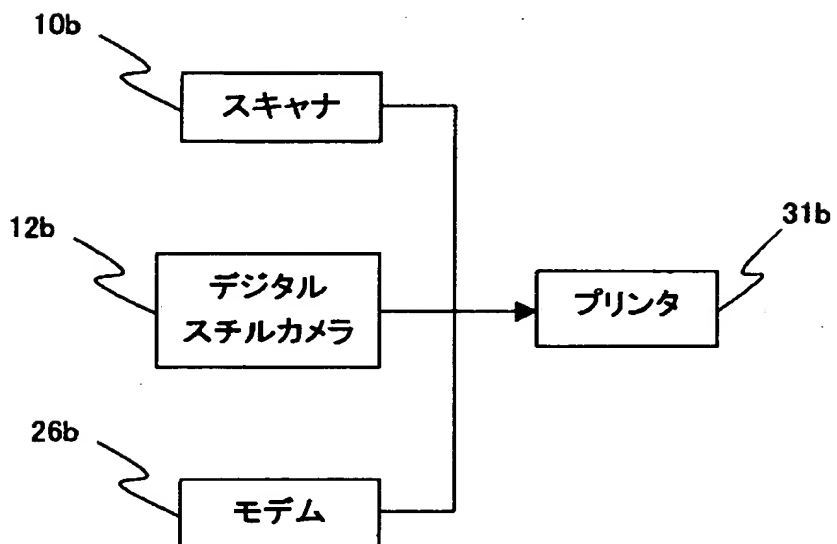 10b
スキャナ
12b
デジタル
スチルカメラ
31b
プリンタ
26b
モデム